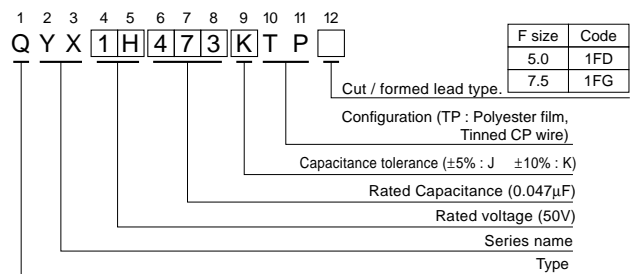 1 2 3 4 5 6 7 8 9 10 11 12
Q Y X 1 H 4 7 3 K T P
F size Code
5.0 1FD
7.5 1FG
Cut / formed lead type.
Configuration (TP : Polyester film,
Tinned CP wire)
Capacitance tolerance (±5% : J ±10% : K)
Rated Capacitance (0.047μF)
Rated voltage (50V)
Series name
Type